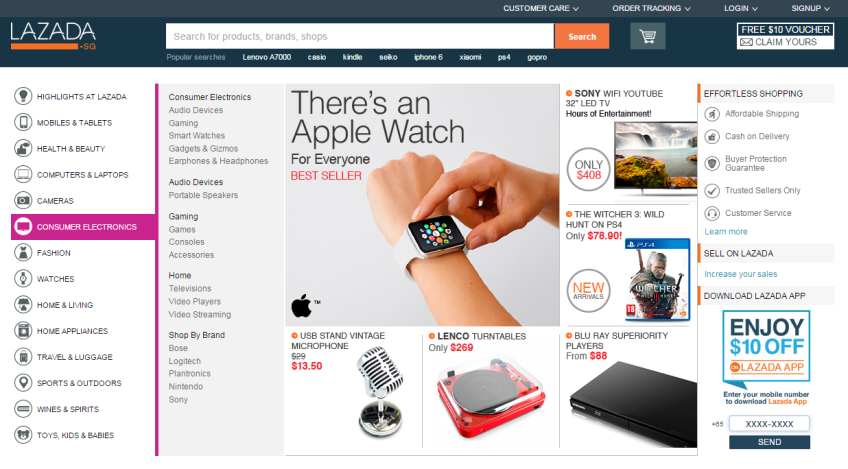 CUSTOMER CARE
ORDER TRACKING
LOGIN
SIGNUP
LAZADA
.SG
Search for products, brands, shops
Search
FREE $10 VOUCHER
CLAIM YOURS
Popular searches
Lenovo A7000
casio
kindle
seiko
iphone 6
xiaomi
ps4
gopro
HIGHLIGHTS AT LAZADA
MOBILES & TABLETS
HEALTH & BEAUTY
COMPUTERS & LAPTOPS
CAMERAS
CONSUMER ELECTRONICS
FASHION
WATCHES
HOME & LIVING
HOME APPLIANCES
TRAVEL & LUGGAGE
SPORTS & OUTDOORS
WINES & SPIRITS
TOYS, KIDS & BABIES
Consumer Electronics
Audio Devices
Gaming
Smart Watches
Gadgets & Gizmos
Earphones & Headphones
Audio Devices
Portable Speakers
Gaming
Games
Consoles
Accessories
Home
Televisions
Video Players
Video Streaming
Shop By Brand
Bose
Logitech
Plantronics
Nintendo
Sony
There's an
Apple Watch
For Everyone
BEST SELLER
TM
SONY WIFI YOUTUBE
32" LED TV
Hours of Entertainment!
ONLY
$408
THE WITCHER 3: WILD
HUNT ON PS4
Only $78.90!
NEW
ARRIVALS
PS4
WITCHER
18
USB STAND VINTAGE
MICROPHONE
$29
$13.50
LENCO TURNTABLES
Only $269
BLU RAY SUPERIORITY
PLAYERS
From $88
EFFORTLESS SHOPPING
Affordable Shipping
Cash on Delivery
Buyer Protection
Guarantee
Trusted Sellers Only
Customer Service
Learn more
SELL ON LAZADA
Increase your sales
DOWNLOAD LAZADA APP
ENJOY
$10 OFF
ON LAZADA APP
Enter your mobile number
to download Lazada App
+65
XXXX-XXXX
SEND